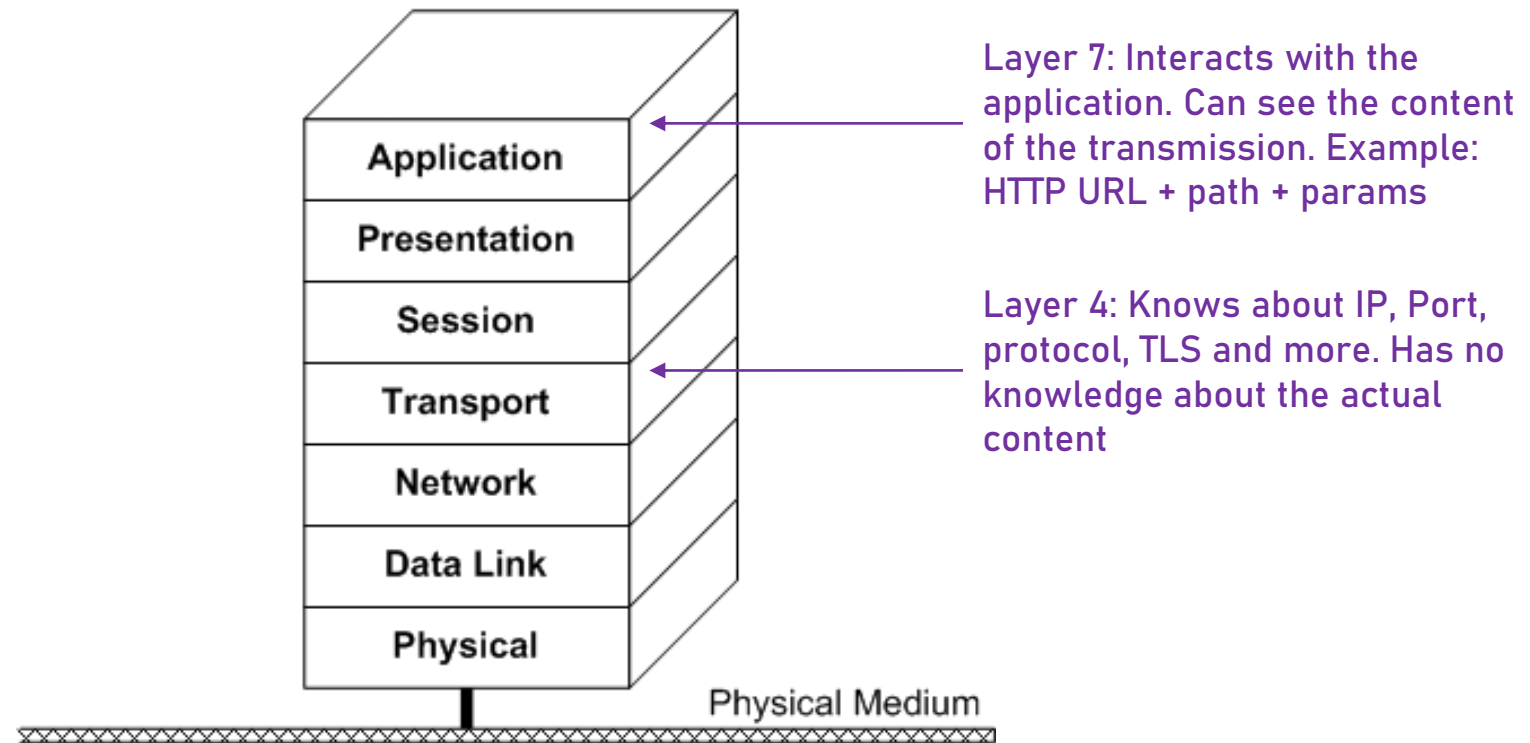 Application
Presentation
Session
Transport
Network
Data Link
Physical
Physical Medium
Layer 7: Interacts with the
application. Can see the content
of the transmission. Example:
HTTP URL + path + params
Layer 4: Knows about IP, Port,
protocol, TLS and more. Has no
knowledge about the actual
content